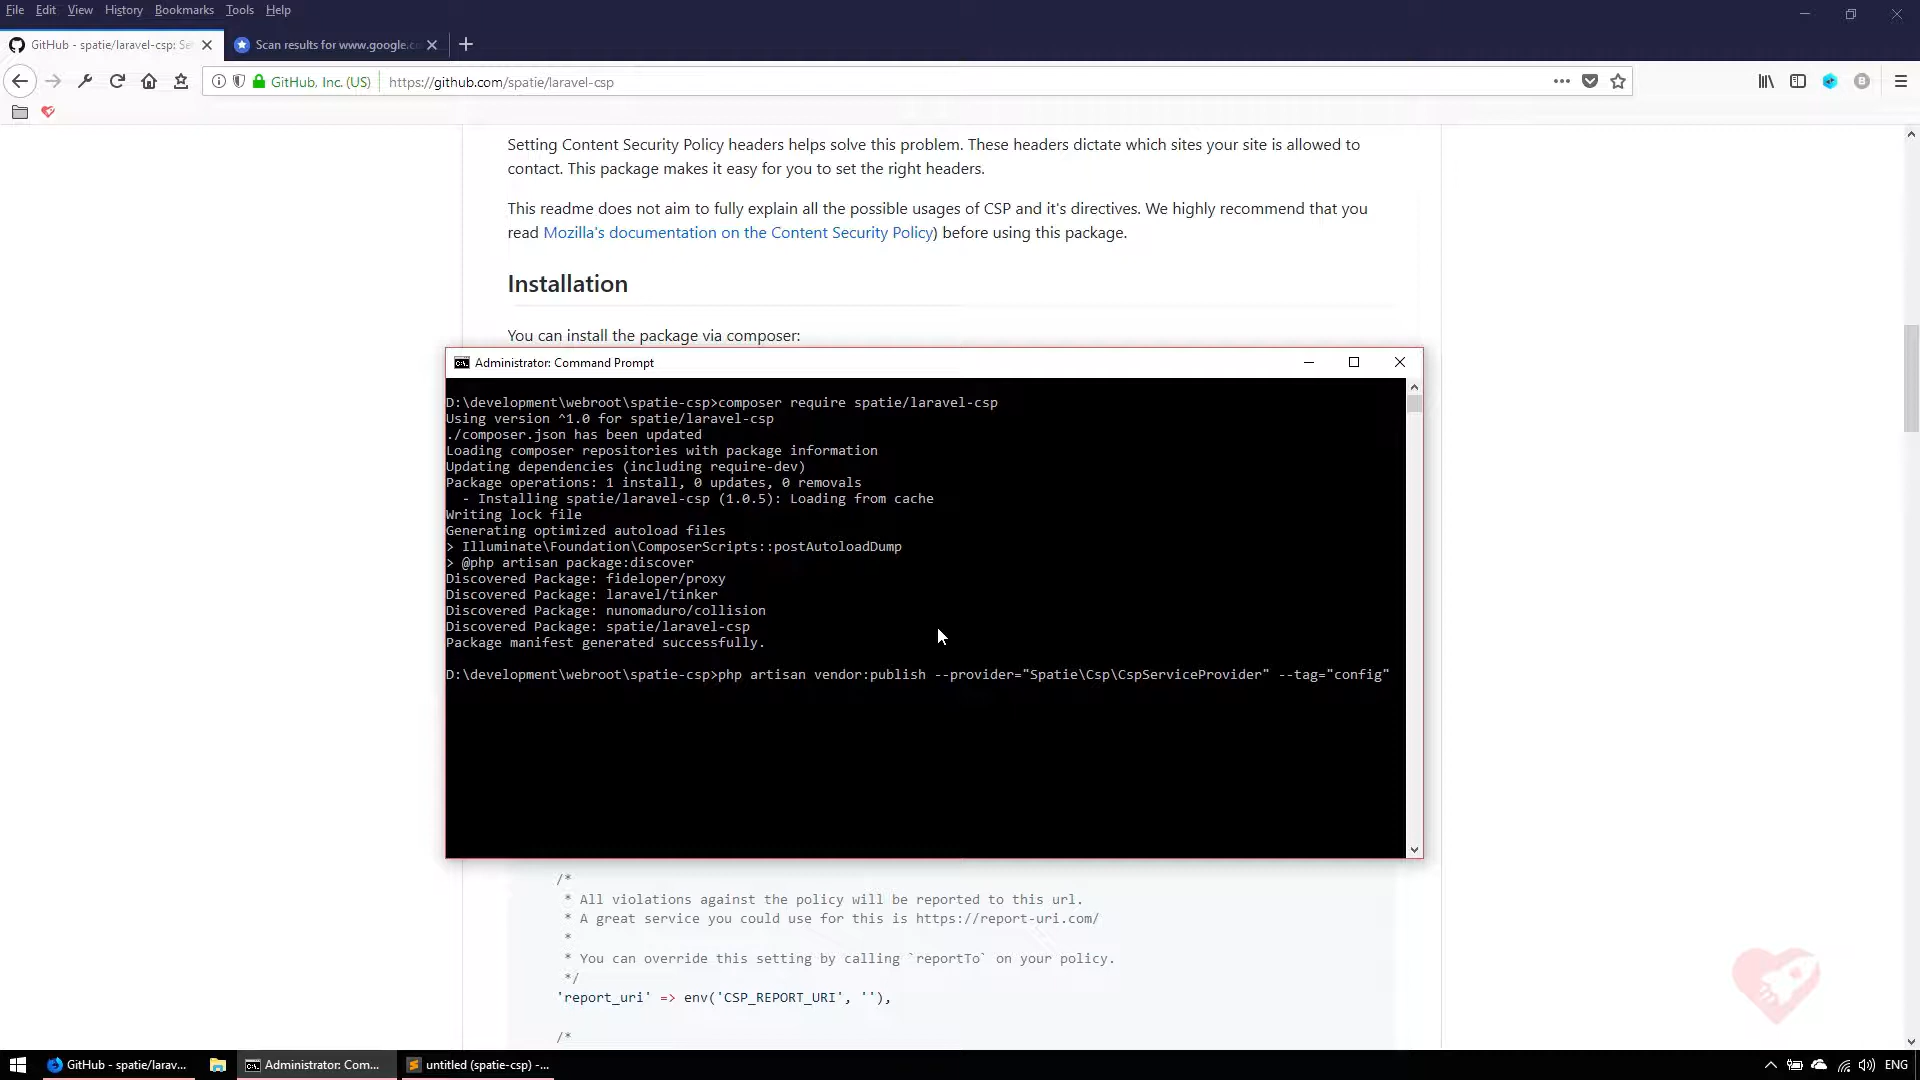 File Edit View History Bookmarks Tools Help
GitHub - spatie/laravel-csp: Se
Scan results for www.google.c
GitHub, Inc. (US)
https://github.com/spatie/laravel-csp
Setting Content Security Policy headers helps solve this problem. These headers dictate which sites your site is allowed to
contact. This package makes it easy for you to set the right headers.
This readme does not aim to fully explain all the possible usages of CSP and it's directives. We highly recommend that you
read Mozilla's documentation on the Content Security Policy) before using this package.
Installation
You can install the package via composer:
Administrator: Command Prompt
D:\development\webroot\spatie-csp>composer require spatie/laravel-csp
Using version ^1.0 for spatie/laravel-csp
./composer.json has been updated
Loading composer repositories with package information
Updating dependencies (including require-dev)
Package operations: 1 install, 0 updates, 0 removals
- Installing spatie/laravel-csp (1.0.5): Loading from cache
Writing lock file
Generating optimized autoload files
> Illuminate\Foundation\ComposerScripts::postAutoloadDump
> @php artisan package:discover
Discovered Package: fideloper/proxy
Discovered Package: laravel/tinker
Discovered Package: nunomaduro/collision
Discovered Package: spatie/laravel-csp
Package manifest generated successfully.
D:\development\webroot\spatie-csp>php artisan vendor:publish --provider="Spatie\Csp\CspServiceProvider" --tag="config"
/*
* All violations against the policy will be reported to this url.
* A great service you could use for this is https://report-uri.com/
*
* You can override this setting by calling `reportTo` on your policy.
*/
'report_uri' => env('CSP_REPORT_URI', ''),
/*
GitHub - spatie/larav...
Administrator: Com...
untitled (spatie-csp) -...
ENG